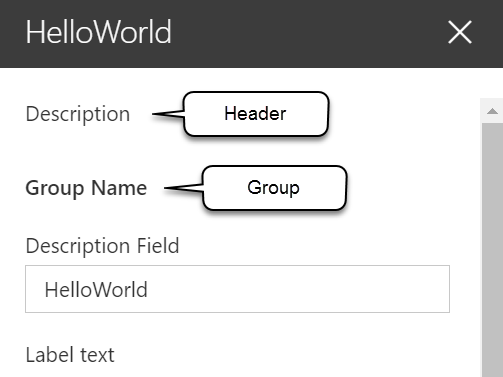 HelloWorld
Description
Header
Group Name
Group
Description Field
HelloWorld
Label text